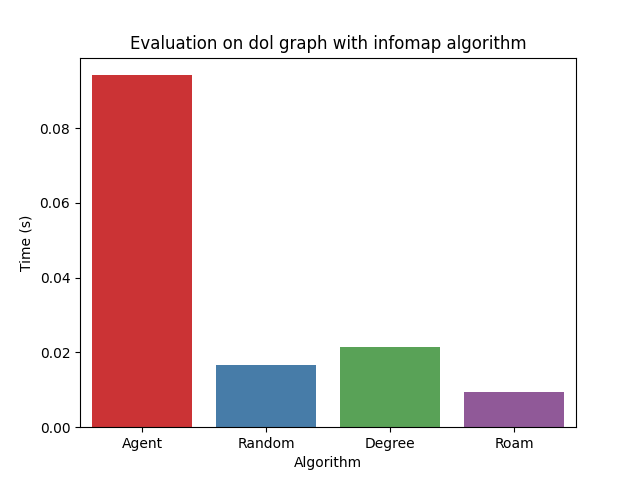 Evaluation on dol graph with infomap algorithm
Time (s)
0.08
0.06
0.04
0.02
0.00
Agent Random Degree Roam
Algorithm